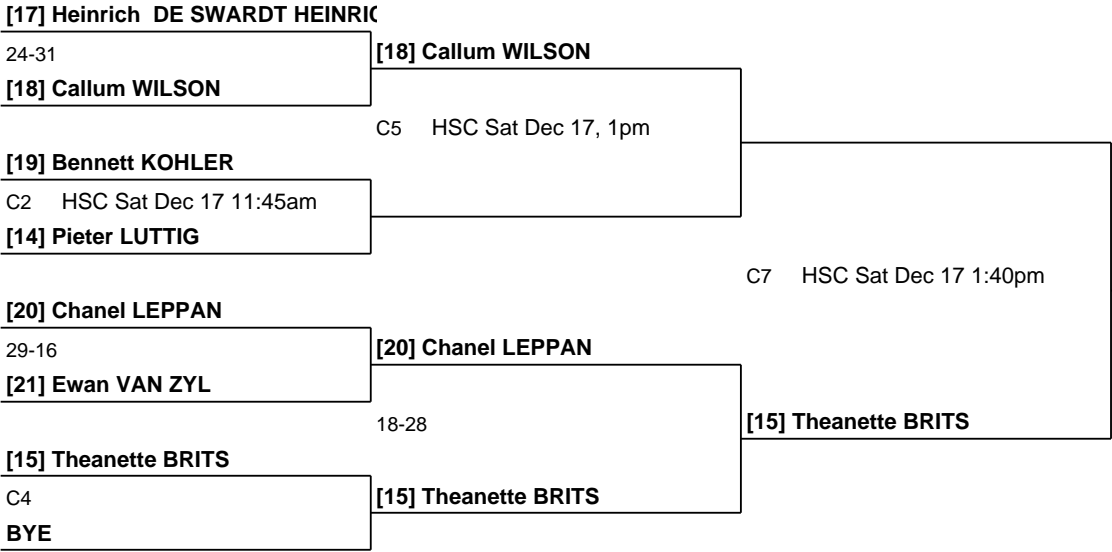 [17] Heinrich DE SWARDT HEINRI
24-31
[18] Callum WILSON
[18] Callum WILSON
C5 HSC Sat Dec 17, 1pm
[19] Bennett KOHLER
C2 HSC Sat Dec 17 11:45am
[14] Pieter LUTTIG
C7 HSC Sat Dec 17 1:40pm
[20] Chanel LEPPAN
29-16
[20] Chanel LEPPAN
[21] Ewan VAN ZYL
18-28
[15] Theanette BRITS
[15] Theanette BRITS
C4
[15] Theanette BRITS
BYE